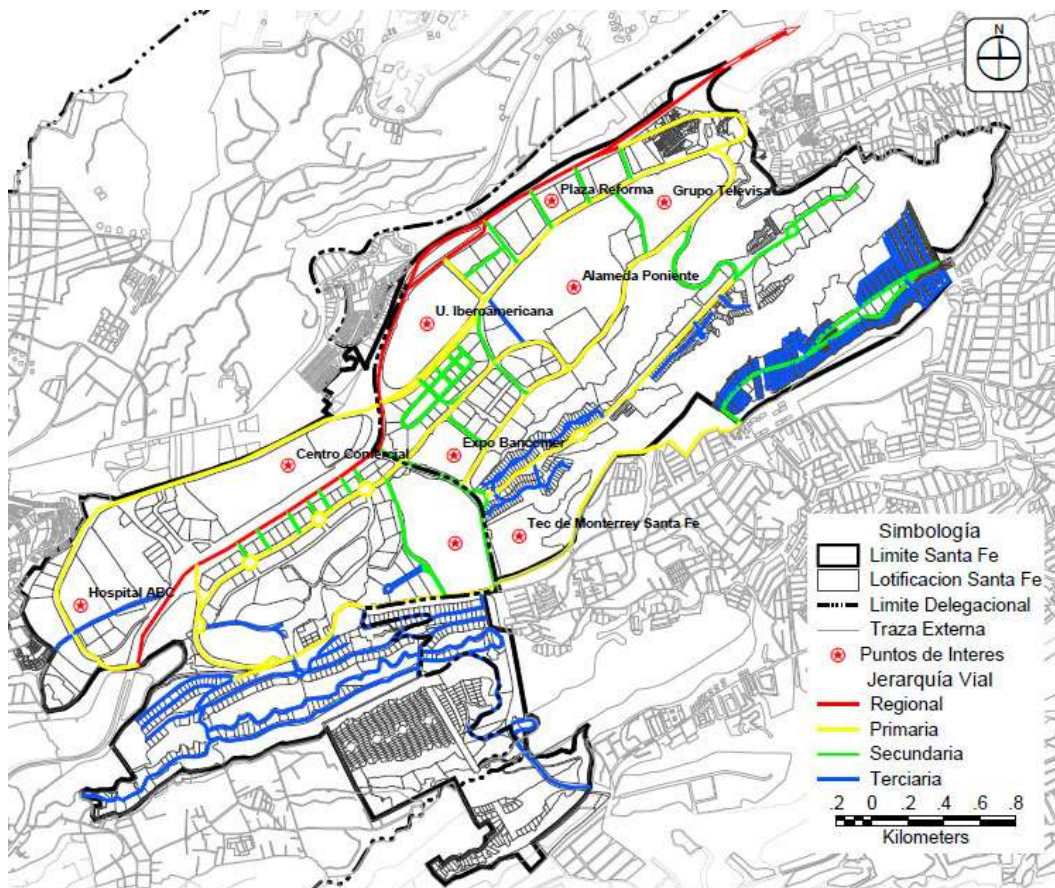 N
Plaza Reforma
Grupo Televisa
Alameda Poniente
U. Iberoamericana
Expo Bancomer
Centro Comercial
Tec de Monterrey Santa Fe
Hospital ABC
Simbología
Limite Santa Fe
Lotificacion Santa Fe
Limite Delegacional
Traza Externa
Puntos de Interes
Jerarquía Vial
Regional
Primaria
Secundaria
Terciaria
.2 0 .2 .4 .6 .8
Kilometers